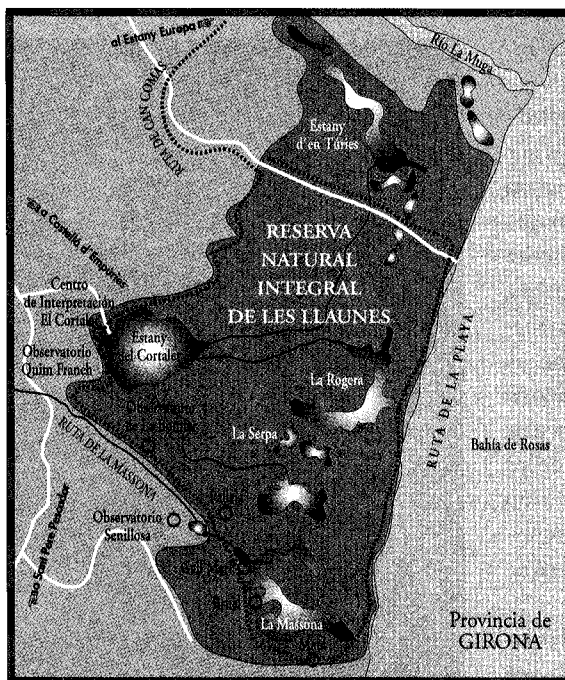 al Estany Europa
Río La Muga
RUTA DE CAN COMAS
Estany
d'en Túries
a Castelló d'Empúries
RESERVA
NATURAL
INTEGRAL
DE LES LLAUNES
Centro
de Interpretación
El Cortalet
Estany
del Cortalet
Observatorio
Quim Franch
La Rogera
RUTA DE LA PLAYA
Bahía de Rosas
La Serpa
Observatorio
RUTA DE LA MASSONA
Observatorio
Senillosa
a Sant Pere Pescador
La Massona
Provincia de
GIRONA